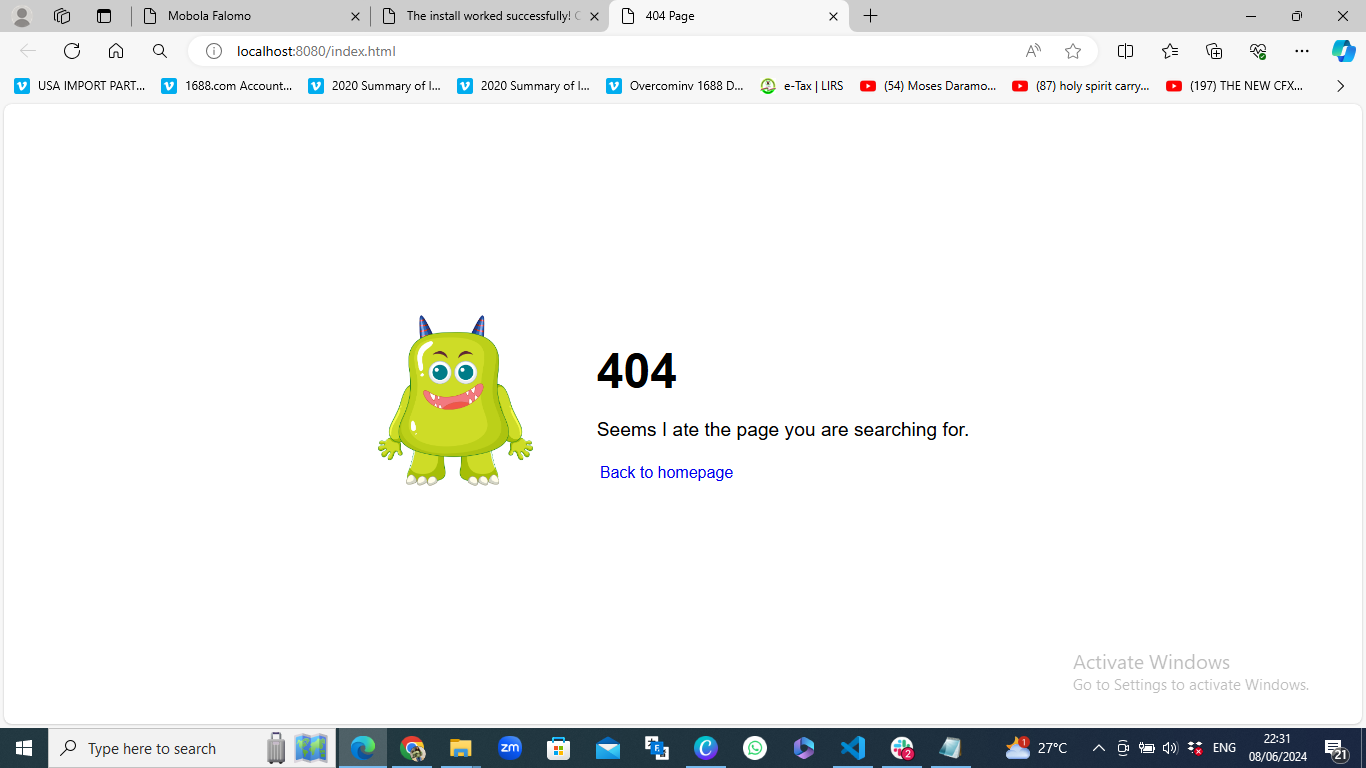 Mobola Falomo
The install worked successfully! C
404 Page
localhost:8080/index.html
USA IMPORT PART...
1688.com Account...
2020 Summary of I...
2020 Summary of I...
Overcominv 1688 D...
e-Tax | LIRS
(54) Moses Daramo...
(87) holy spirit carry...
(197) THE NEW CFX...
404
Seems I ate the page you are searching for.
Back to homepage
Activate Windows
Go to Settings to activate Windows.
Type here to search
zm
2
1
27°C
ENG
22:31
08/06/2024
21